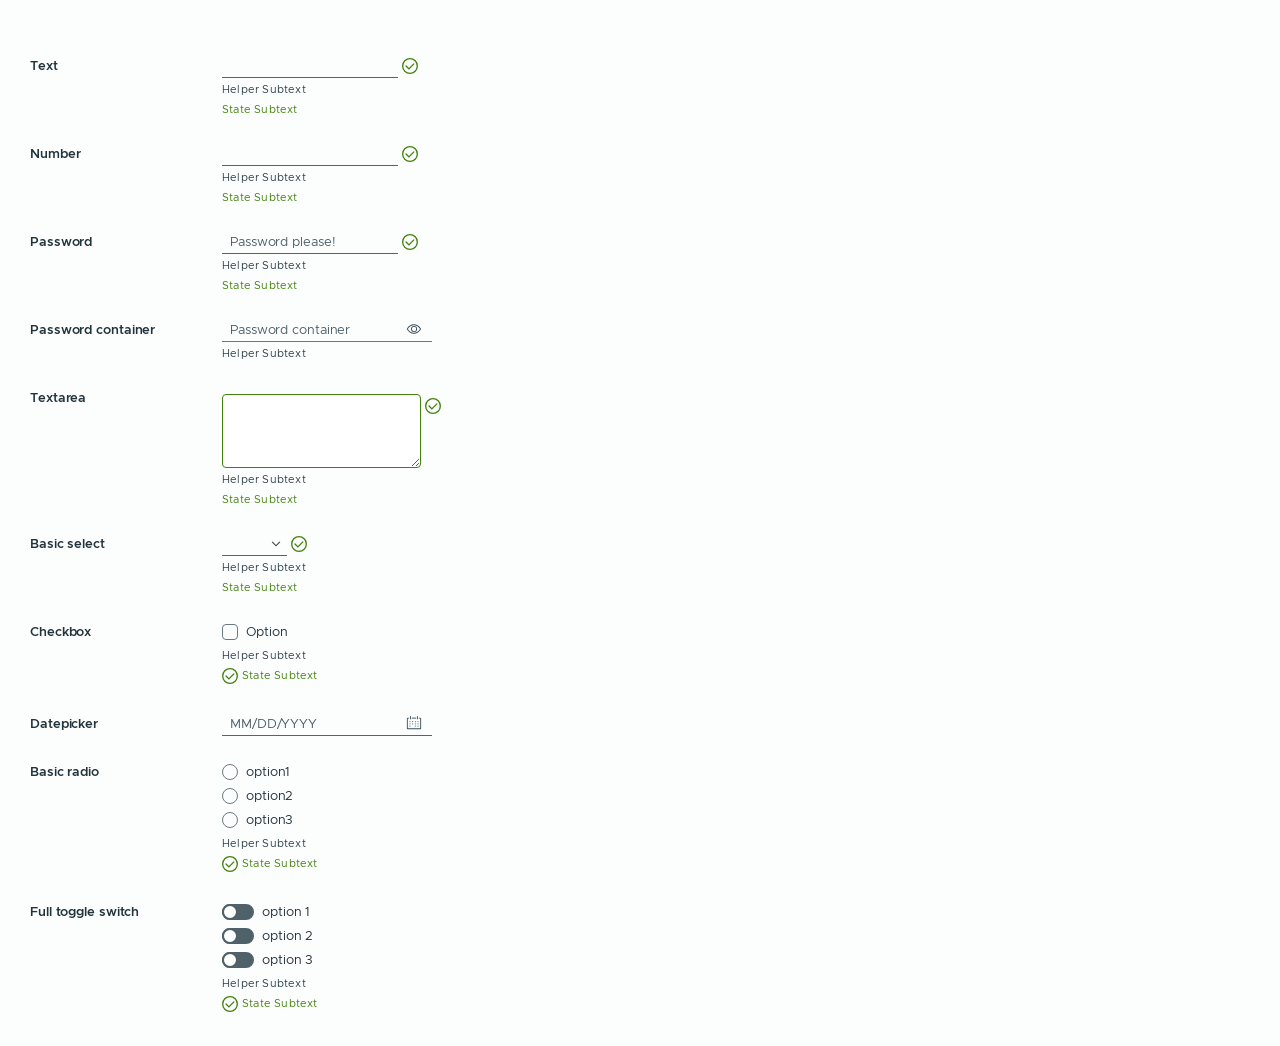 Text
Helper Subtext
State Subtext
Number
Helper Subtext
State Subtext
Password Password please!
Helper Subtext
State Subtext
Password container Password container
Helper Subtext
Textarea
Helper Subtext
State Subtext
Basic select
Helper Subtext
State Subtext
Checkbox Option
Helper Subtext
State Subtext
Datepicker MM/DD/YYYY
Basic radio option1
option2
option3
Helper Subtext
State Subtext
Full toggle switch option 1
option 2
option 3
Helper Subtext
State Subtext